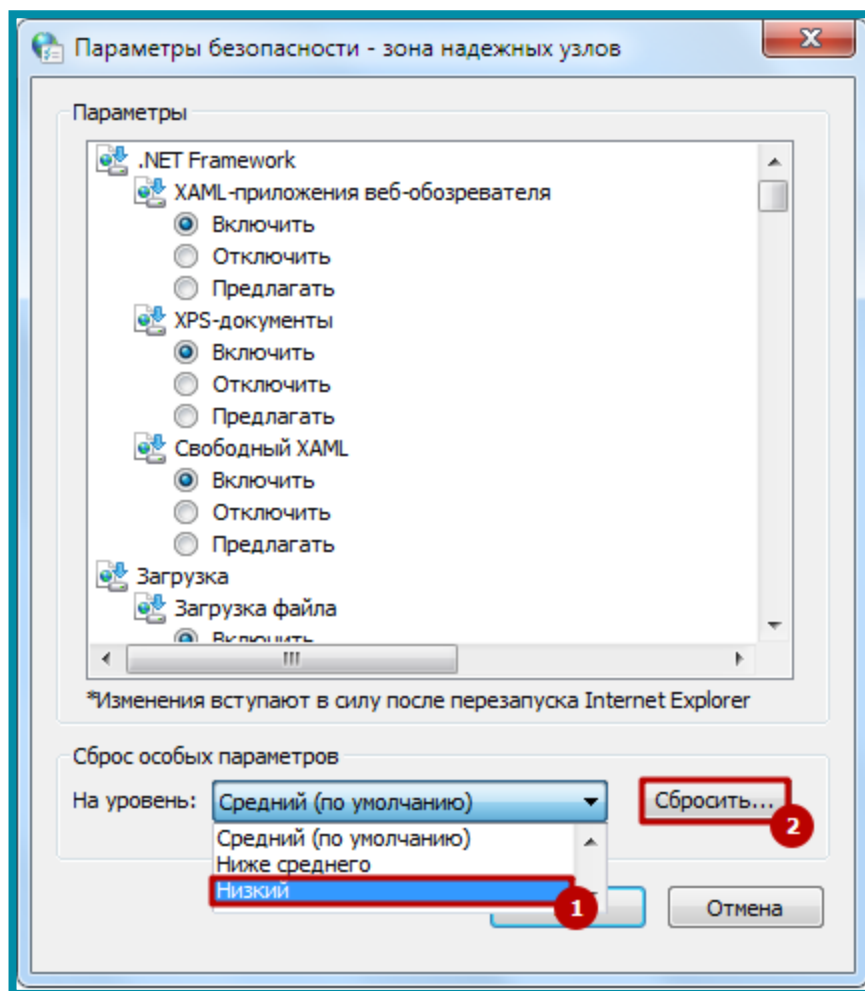 Параметры безопасности - зона надежных узлов
Параметры
.NET Framework
XAML-приложения веб-обозревателя
Включить
Отключить
Предлагать
XPS-документы
Включить
Отключить
Предлагать
Свободный XAML
Включить
Отключить
Предлагать
Загрузка
Загрузка файла
Включить
*Изменения вступают в силу после перезапуска Internet Explorer
Сброс особых параметров
На уровень: Средний (по умолчанию) Сбросить...
2
Средний (по умолчанию)
Ниже среднего
Низкий
1
Отмена